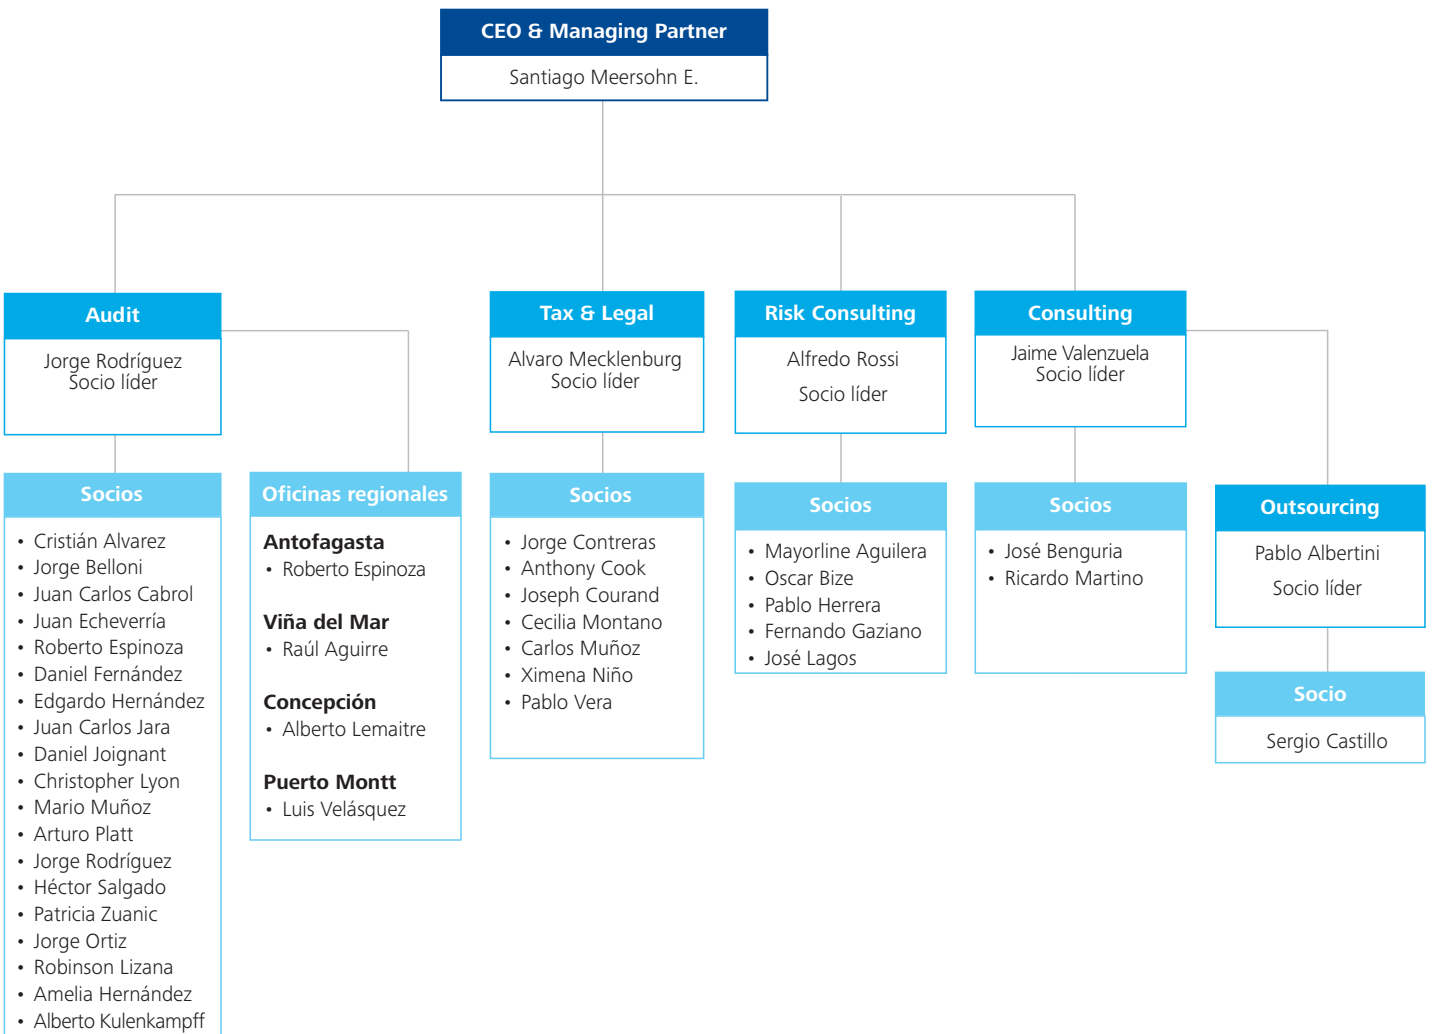 CEO & Managing Partner
Santiago Meersohn E.
Audit
Jorge Rodríguez
Socio líder
Socios
• Cristián Alvarez
• Jorge Belloni
• Juan Carlos Cabrol
• Juan Echeverría
• Roberto Espinoza
• Daniel Fernández
• Edgardo Hernández
• Juan Carlos Jara
• Daniel Joignant
• Christopher Lyon
• Mario Muñoz
• Arturo Platt
• Jorge Rodríguez
• Héctor Salgado
• Patricia Zuanic
• Jorge Ortiz
• Robinson Lizana
• Amelia Hernández
• Alberto Kulenkampff
Oficinas regionales
Antofagasta
• Roberto Espinoza
Viña del Mar
• Raúl Aguirre
Concepción
• Alberto Lemaitre
Puerto Montt
• Luis Velásquez
Tax & Legal
Alvaro Mecklenburg
Socio líder
Socios
• Jorge Contreras
• Anthony Cook
• Joseph Courand
• Cecilia Montano
• Carlos Muñoz
• Ximena Niño
• Pablo Vera
Risk Consulting
Alfredo Rossi
Socio líder
Socios
• Mayorline Aguilera
• Oscar Bize
• Pablo Herrera
• Fernando Gaziano
• José Lagos
Consulting
Jaime Valenzuela
Socio líder
Socios
• José Benguria
• Ricardo Martino
Outsourcing
Pablo Albertini
Socio líder
Socio
Sergio Castillo